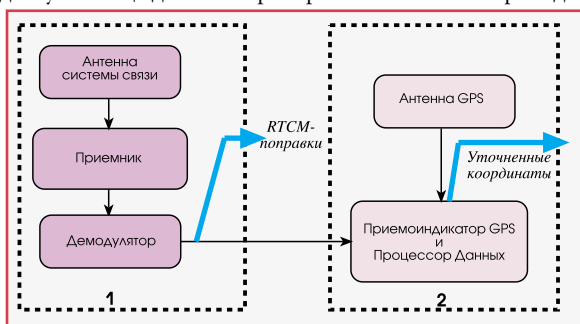 Антенна
системы связи
Приемник
Демодулятор
1
RTCM-
поправки
Антенна GPS
Уточненные
координаты
Приемоиндикатор GPS
и
Процессор Данных
2